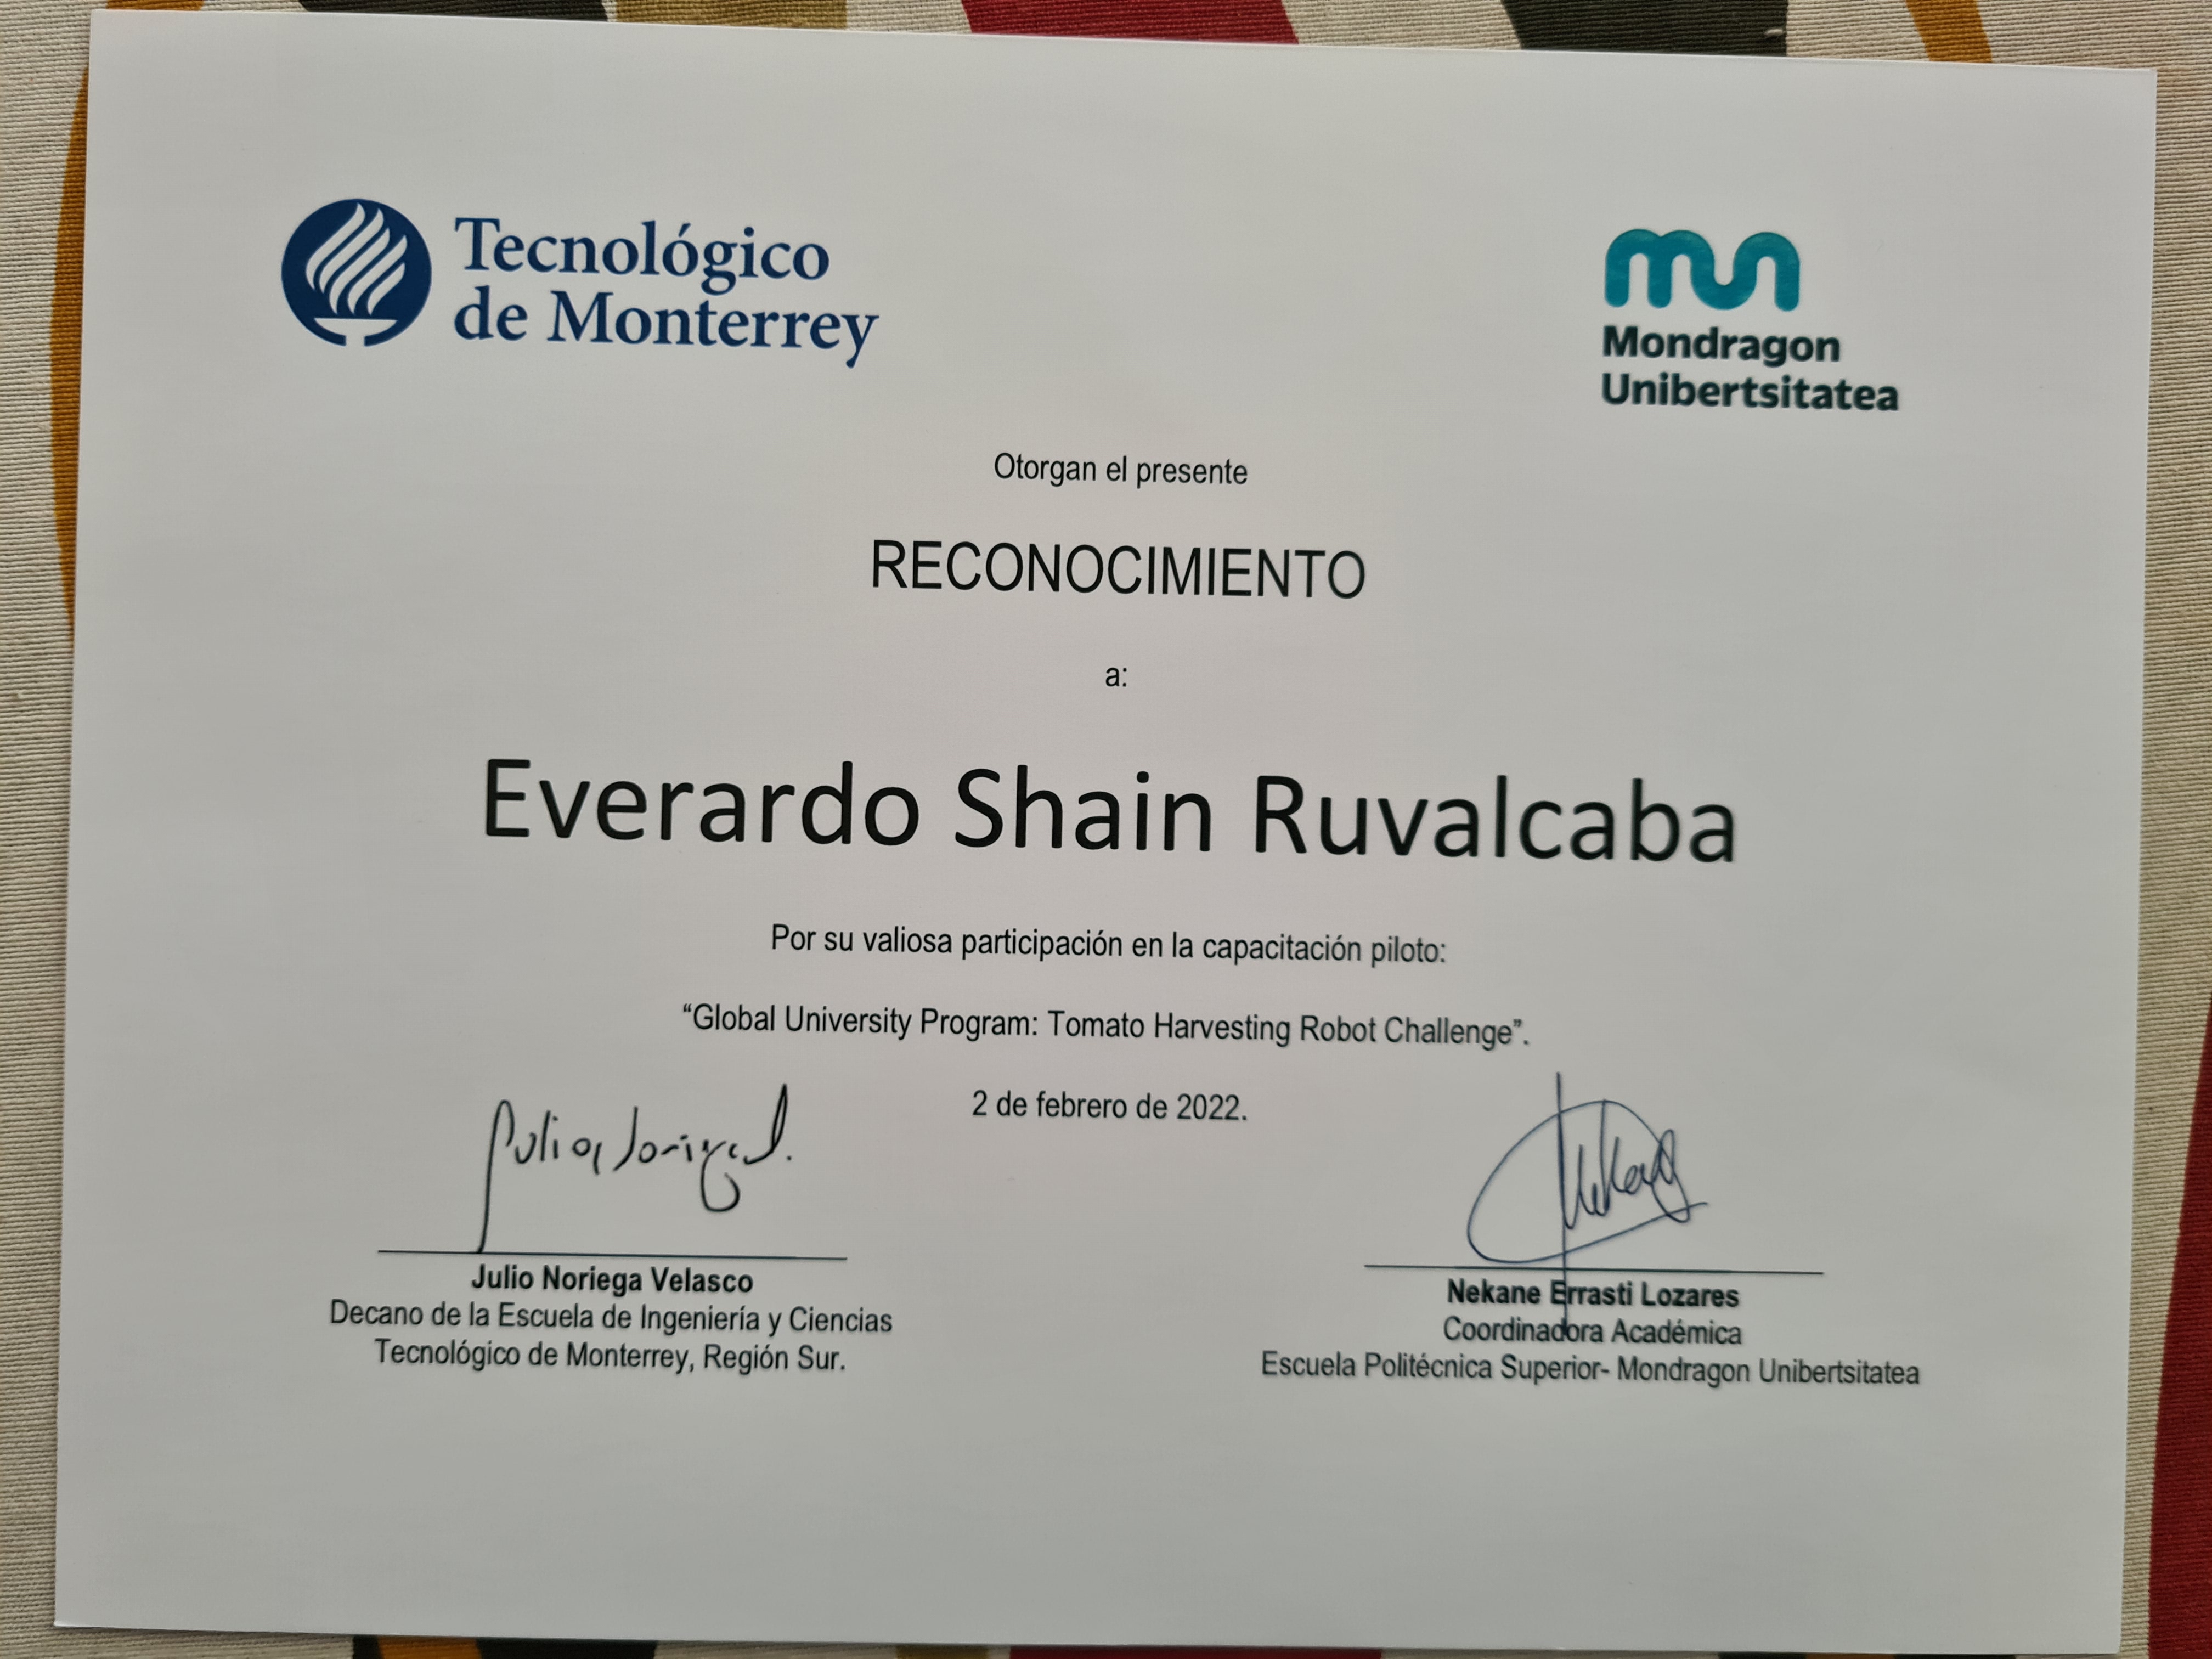 Tecnológico
de Monterrey
Mondragon
Unibertsitatea
Otorgan el presente
RECONOCIMIENTO
a:
Everardo Shain Ruvalcaba
Por su valiosa participación en la capacitación piloto:
“Global University Program: Tomato Harvesting Robot Challenge”.
2 de febrero de 2022.
Julio Noriega Velasco
Decano de la Escuela de Ingeniería y Ciencias
Tecnológico de Monterrey, Región Sur.
Nekane Errasti Lozares
Coordinadora Académica
Escuela Politécnica Superior- Mondragon Unibertsitatea